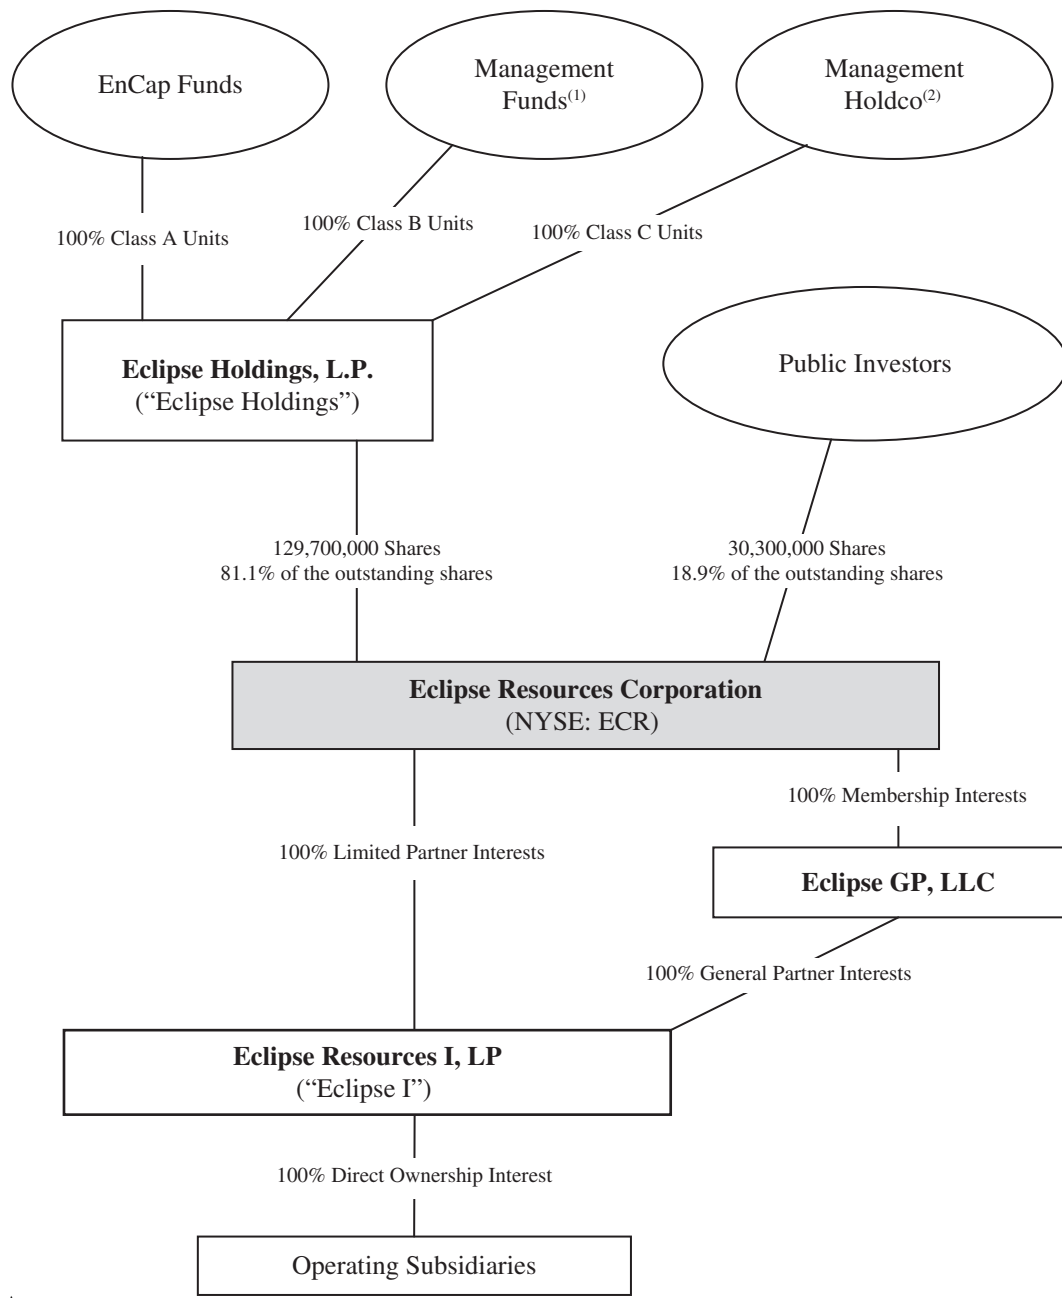 EnCap Funds
Management
Funds(1)
Management
Holdco(2)
100% Class A Units
100% Class B Units
100% Class C Units
Eclipse Holdings, L.P.
(“Eclipse Holdings”)
Public Investors
129,700,000 Shares
81.1% of the outstanding shares
30,300,000 Shares
18.9% of the outstanding shares
Eclipse Resources Corporation
(NYSE: ECR)
100% Membership Interests
100% Limited Partner Interests
Eclipse GP, LLC
100% General Partner Interests
Eclipse Resources I, LP
(“Eclipse I”)
100% Direct Ownership Interest
Operating Subsidiaries